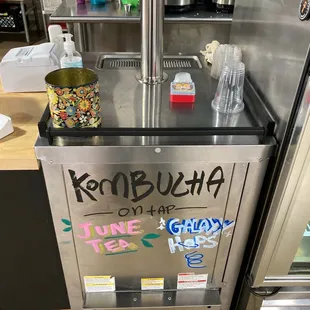 KOMBUCHA
- ON TAP -
JUNE TEA
GALAXY HOPS